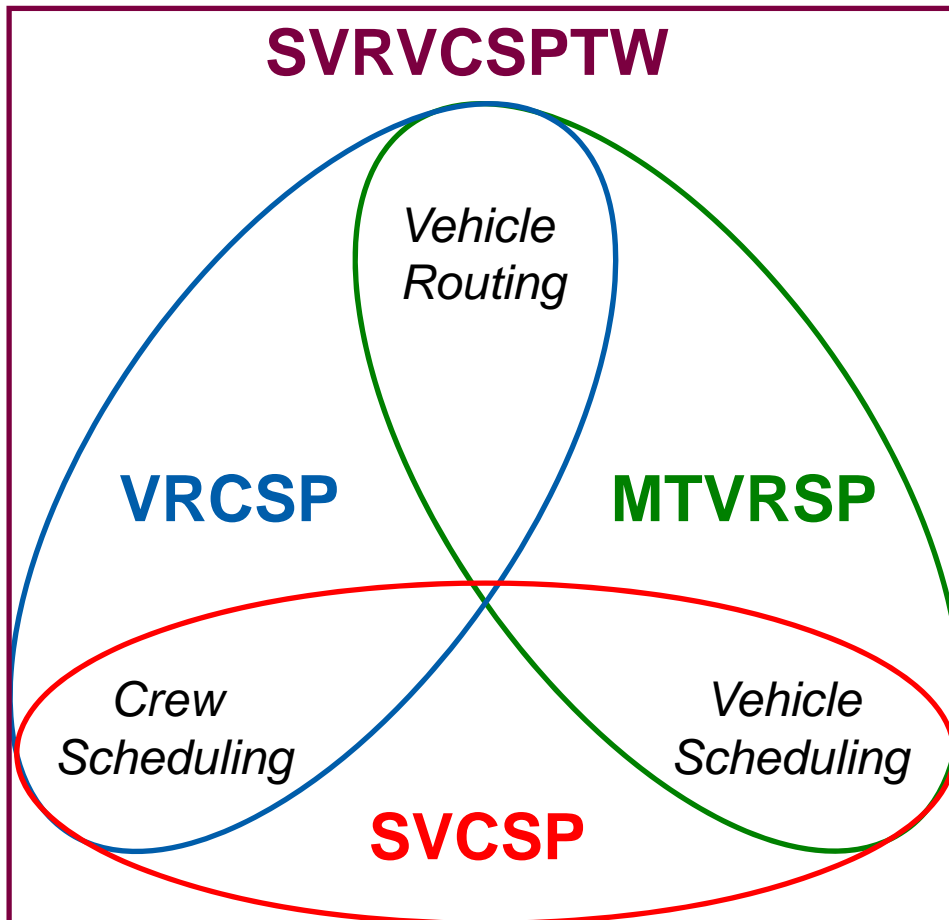 SVRVCSPTW
Vehicle
Routing
VRCSP
MTVRSP
Crew
Scheduling
Vehicle
Scheduling
SVCSP